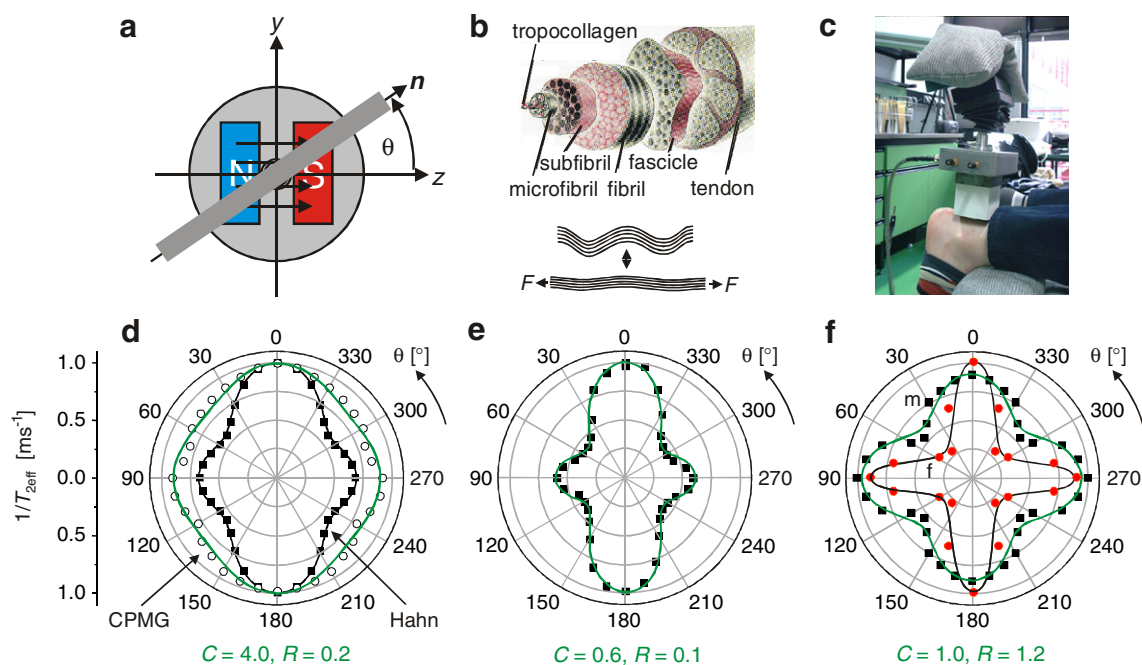 a
y
n
θ
N
S
z
b
tropocollagen
subfibril
fascicle
microfibril
fibril
tendon
F
F
c
d
1/T2eff [ms-1]
1.0
0.5
0.0
0.5
1.0
0
30
330
θ [°]
60
300
90
270
120
240
150
210
180
CPMG
Hahn
C = 4.0, R = 0.2
e
0
30
330
θ [°]
60
300
90
270
120
240
150
210
180
C = 0.6, R = 0.1
f
0
30
330
θ [°]
m
60
300
f
90
270
120
240
150
210
180
C = 1.0, R = 1.2